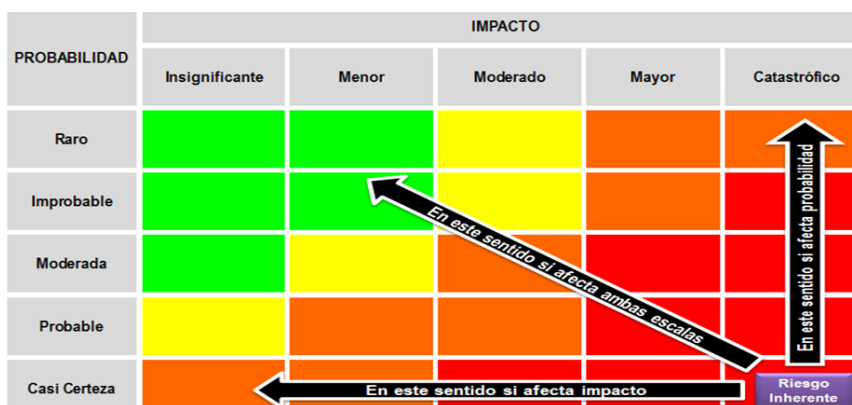 IMPACTO
PROBABILIDAD
Insignificante
Menor
Moderado
Mayor
Catastrófico
Raro
Improbable
Moderada
Probable
Casi Certeza
En este sentido si afecta ambas escalas
En este sentido si afecta probabilidad
En este sentido si afecta impacto
Riesgo
Inherente